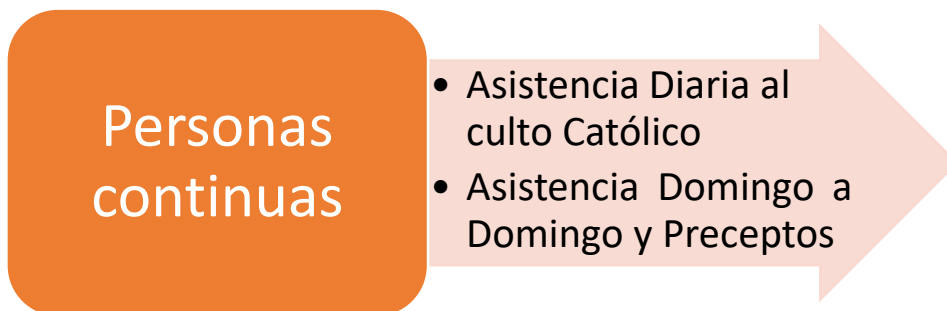 Personas
continuas
• Asistencia Diaria al
culto Católico
• Asistencia Domingo a
Domingo y Preceptos